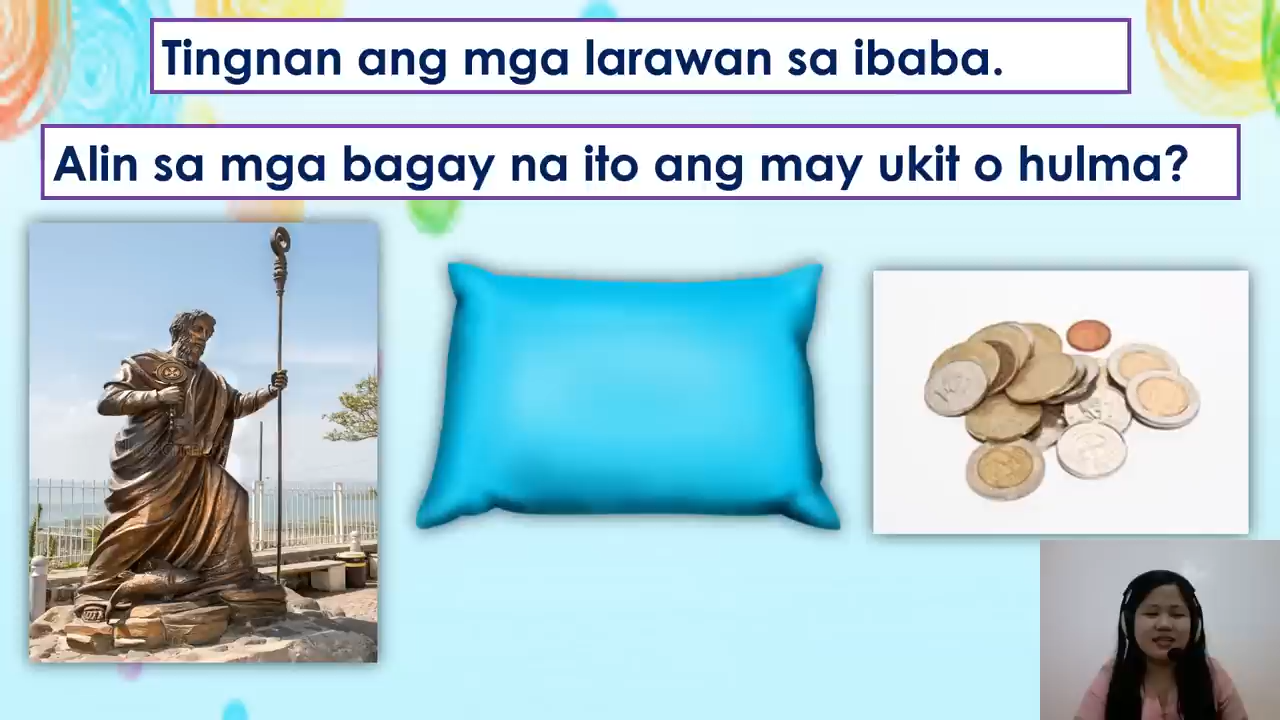 Tingnan ang mga larawan sa ibaba.
Alin sa mga bagay na ito ang may ukit o hulma?